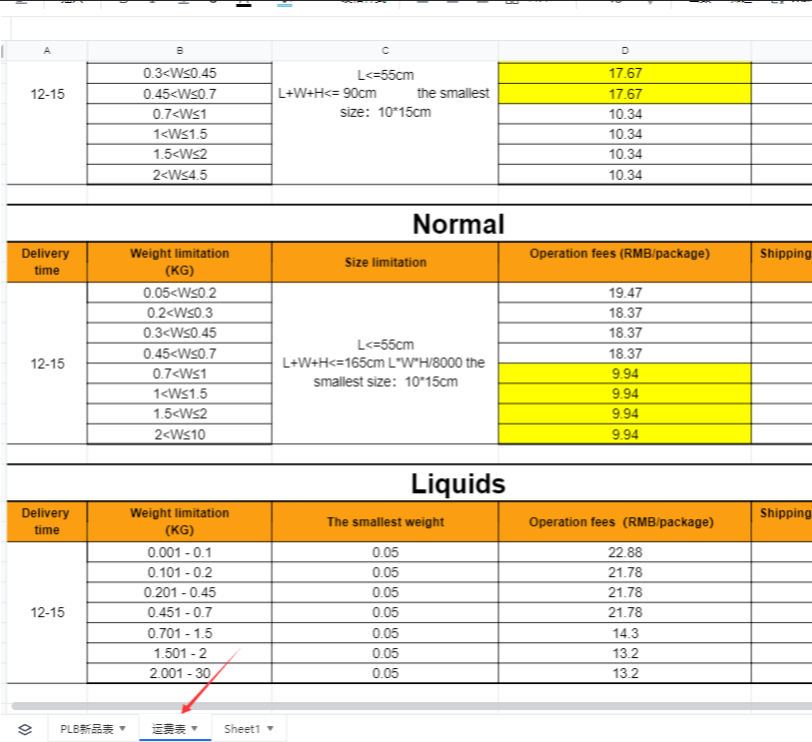 A B C D
0.3<W≤0.45 17.67
L<=55cm
12-15 0.45<W≤0.7 L+W+H<= 90cm the smallest 17.67
0.7<W≤1 size：10*15cm 10.34
1<W≤1.5 10.34
1.5<W≤2 10.34
2<W≤4.5 10.34
Normal
Delivery time Weight limitation (KG) Size limitation Operation fees (RMB/package) Shipping
0.05<W≤0.2 19.47
0.2<W≤0.3 18.37
0.3<W≤0.45 18.37
L<=55cm
0.45<W≤0.7 18.37
12-15 L+W+H<=165cm L*W*H/8000 the
0.7<W≤1 smallest size：10*15cm 9.94
1<W≤1.5 9.94
1.5<W≤2 9.94
2<W≤10 9.94
Liquids
Delivery time Weight limitation (KG) The smallest weight Operation fees (RMB/package) Shipping
0.001 - 0.1 0.05 22.88
0.101 - 0.2 0.05 21.78
0.201 - 0.45 0.05 21.78
12-15 0.451 - 0.7 0.05 21.78
0.701 - 1.5 0.05 14.3
1.501 - 2 0.05 13.2
2.001 - 30 0.05 13.2
PLB新品表 运费表 Sheet1